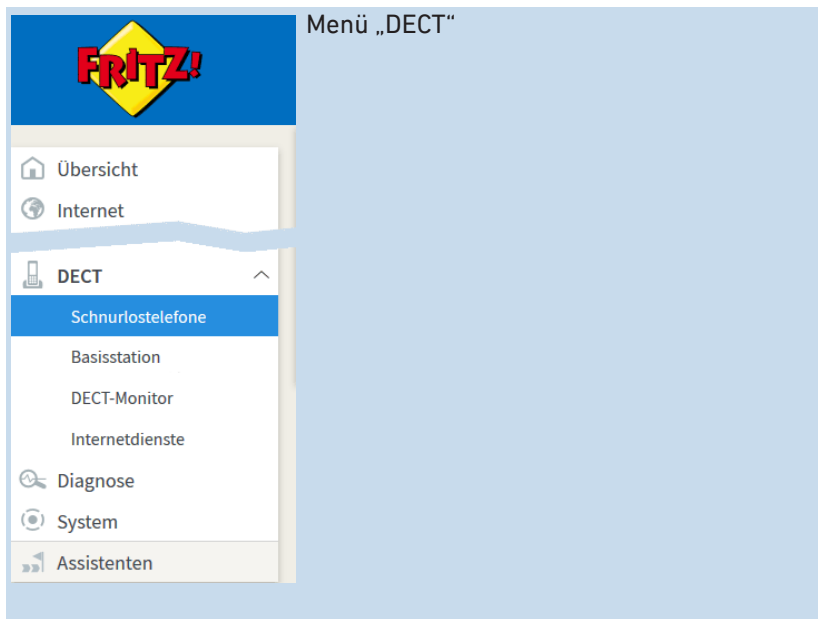 FRITZ!
Menü „DECT“
Übersicht
Internet
DECT
Schnurlostelefone
Basisstation
DECT-Monitor
Internetdienste
Diagnose
System
Assistenten